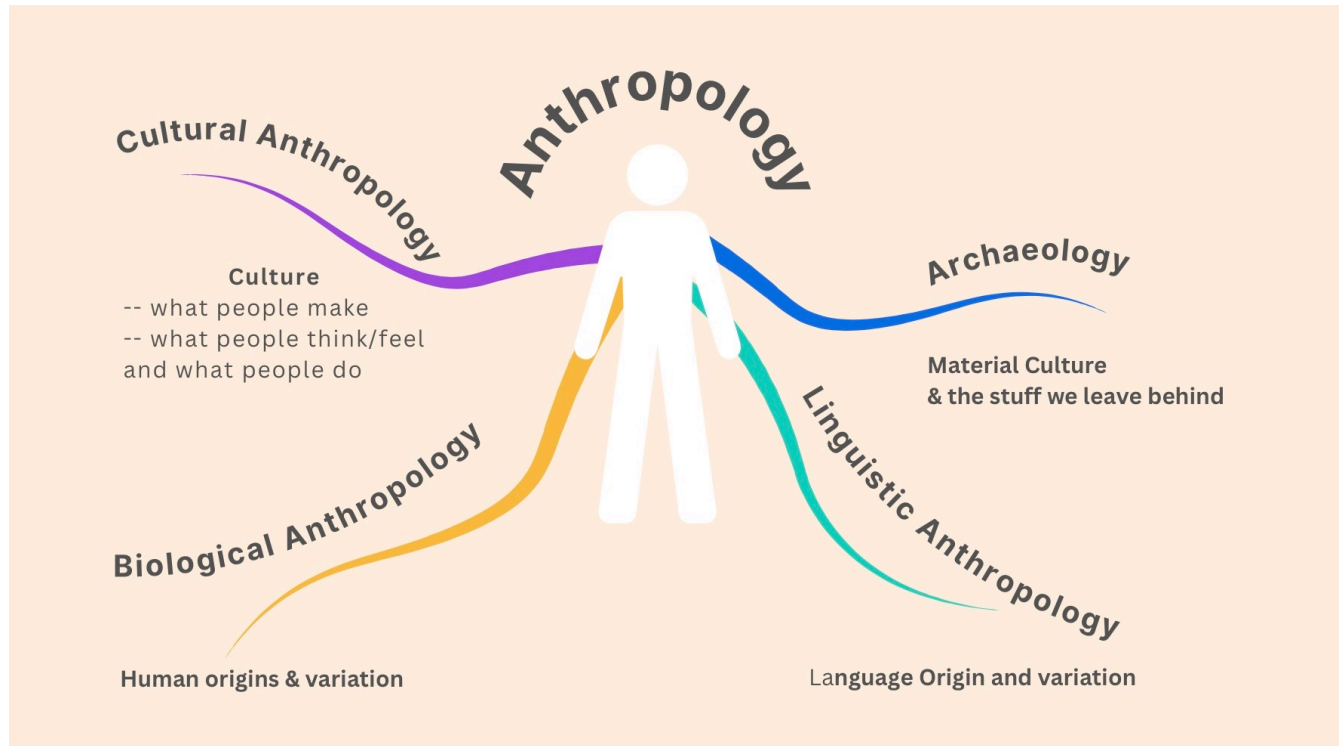 Anthropology
Cultural Anthropology
Culture
-- what people make
-- what people think/feel
and what people do
Archaeology
Material Culture
& the stuff we leave behind
Biological Anthropology
Human origins & variation
Linguistic Anthropology
Language Origin and variation